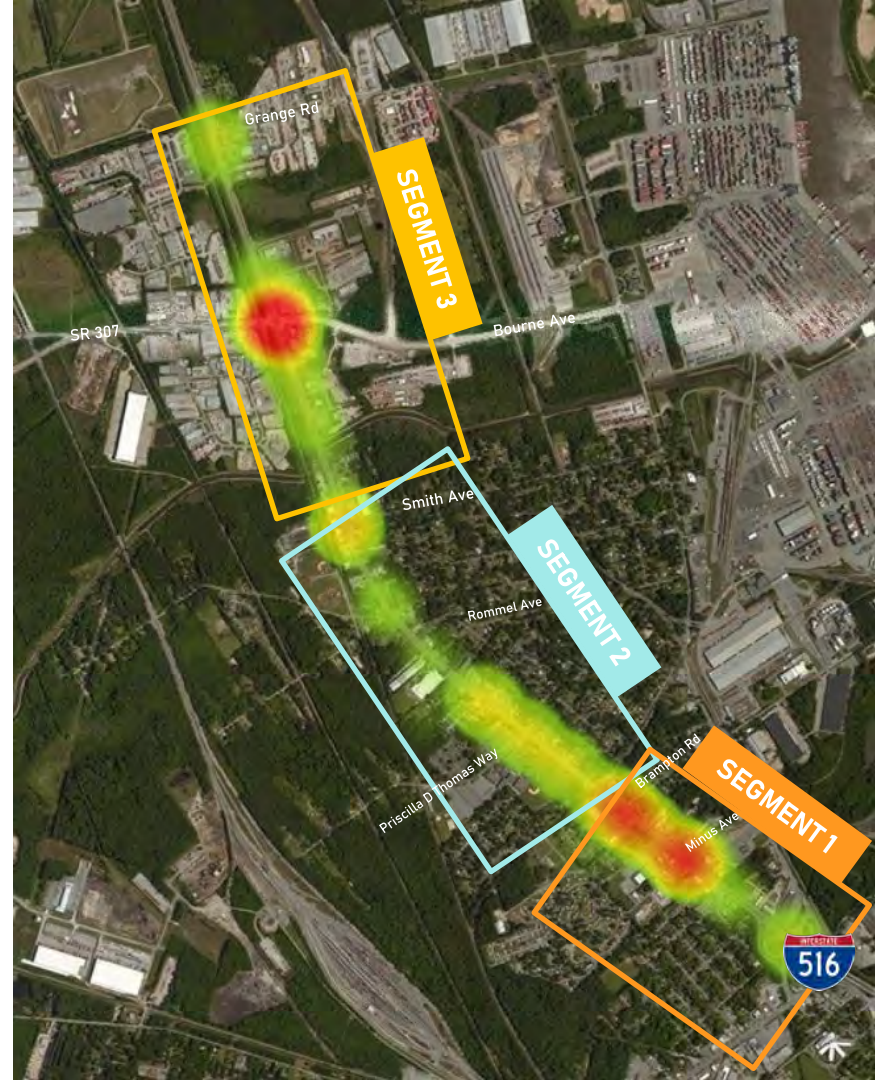 Grange Rd
SEGMENT 3
SR 307
Bourne Ave
Smith Ave
SEGMENT 2
Rommel Ave
Priscilla D Thomas Way
Brampton Rd
SEGMENT 1
Minus Ave
INTERSTATE
516